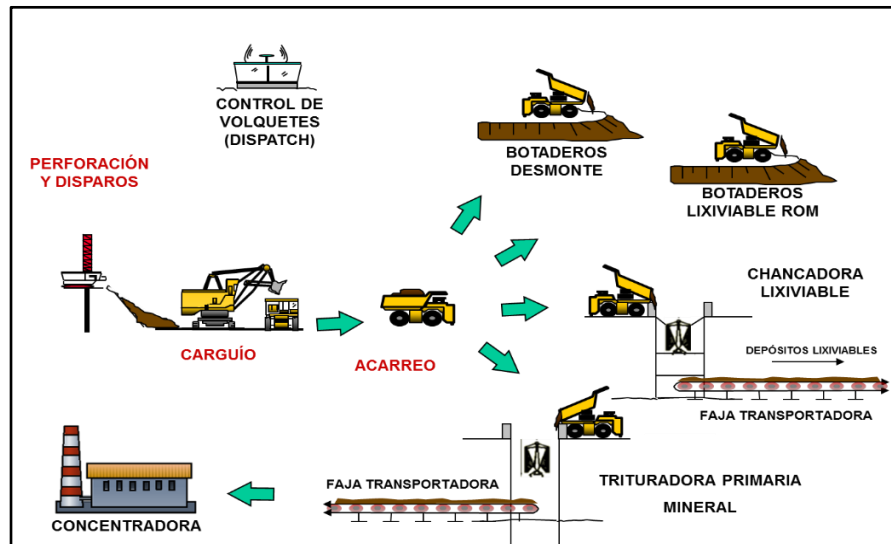 CONTROL DE
VOLQUETES
(DISPATCH)
PERFORACIÓN
Y DISPAROS
BOTADEROS
DESMONTE
BOTADEROS
LIXIVIABLE ROM
CARGUÍO
ACARREO
CHANCADORA
LIXIVIABLE
DEPÓSITOS LIXIVIABLES
FAJA TRANSPORTADORA
TRITURADORA PRIMARIA
MINERAL
FAJA TRANSPORTADORA
CONCENTRADORA